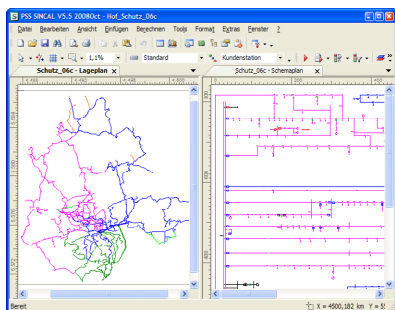 PSS SINCAL V5.5 2008Oct - Hof_Schutz_06c
Datei Bearbeiten Ansicht Einfügen Berechnen Tools Format Extras Fenster ?
1,1% Standard Kundenstation
Schutz_06c - Lageplan x Schutz_06c - Schemaplan x
Bereit X = 4500,182 km Y = 5